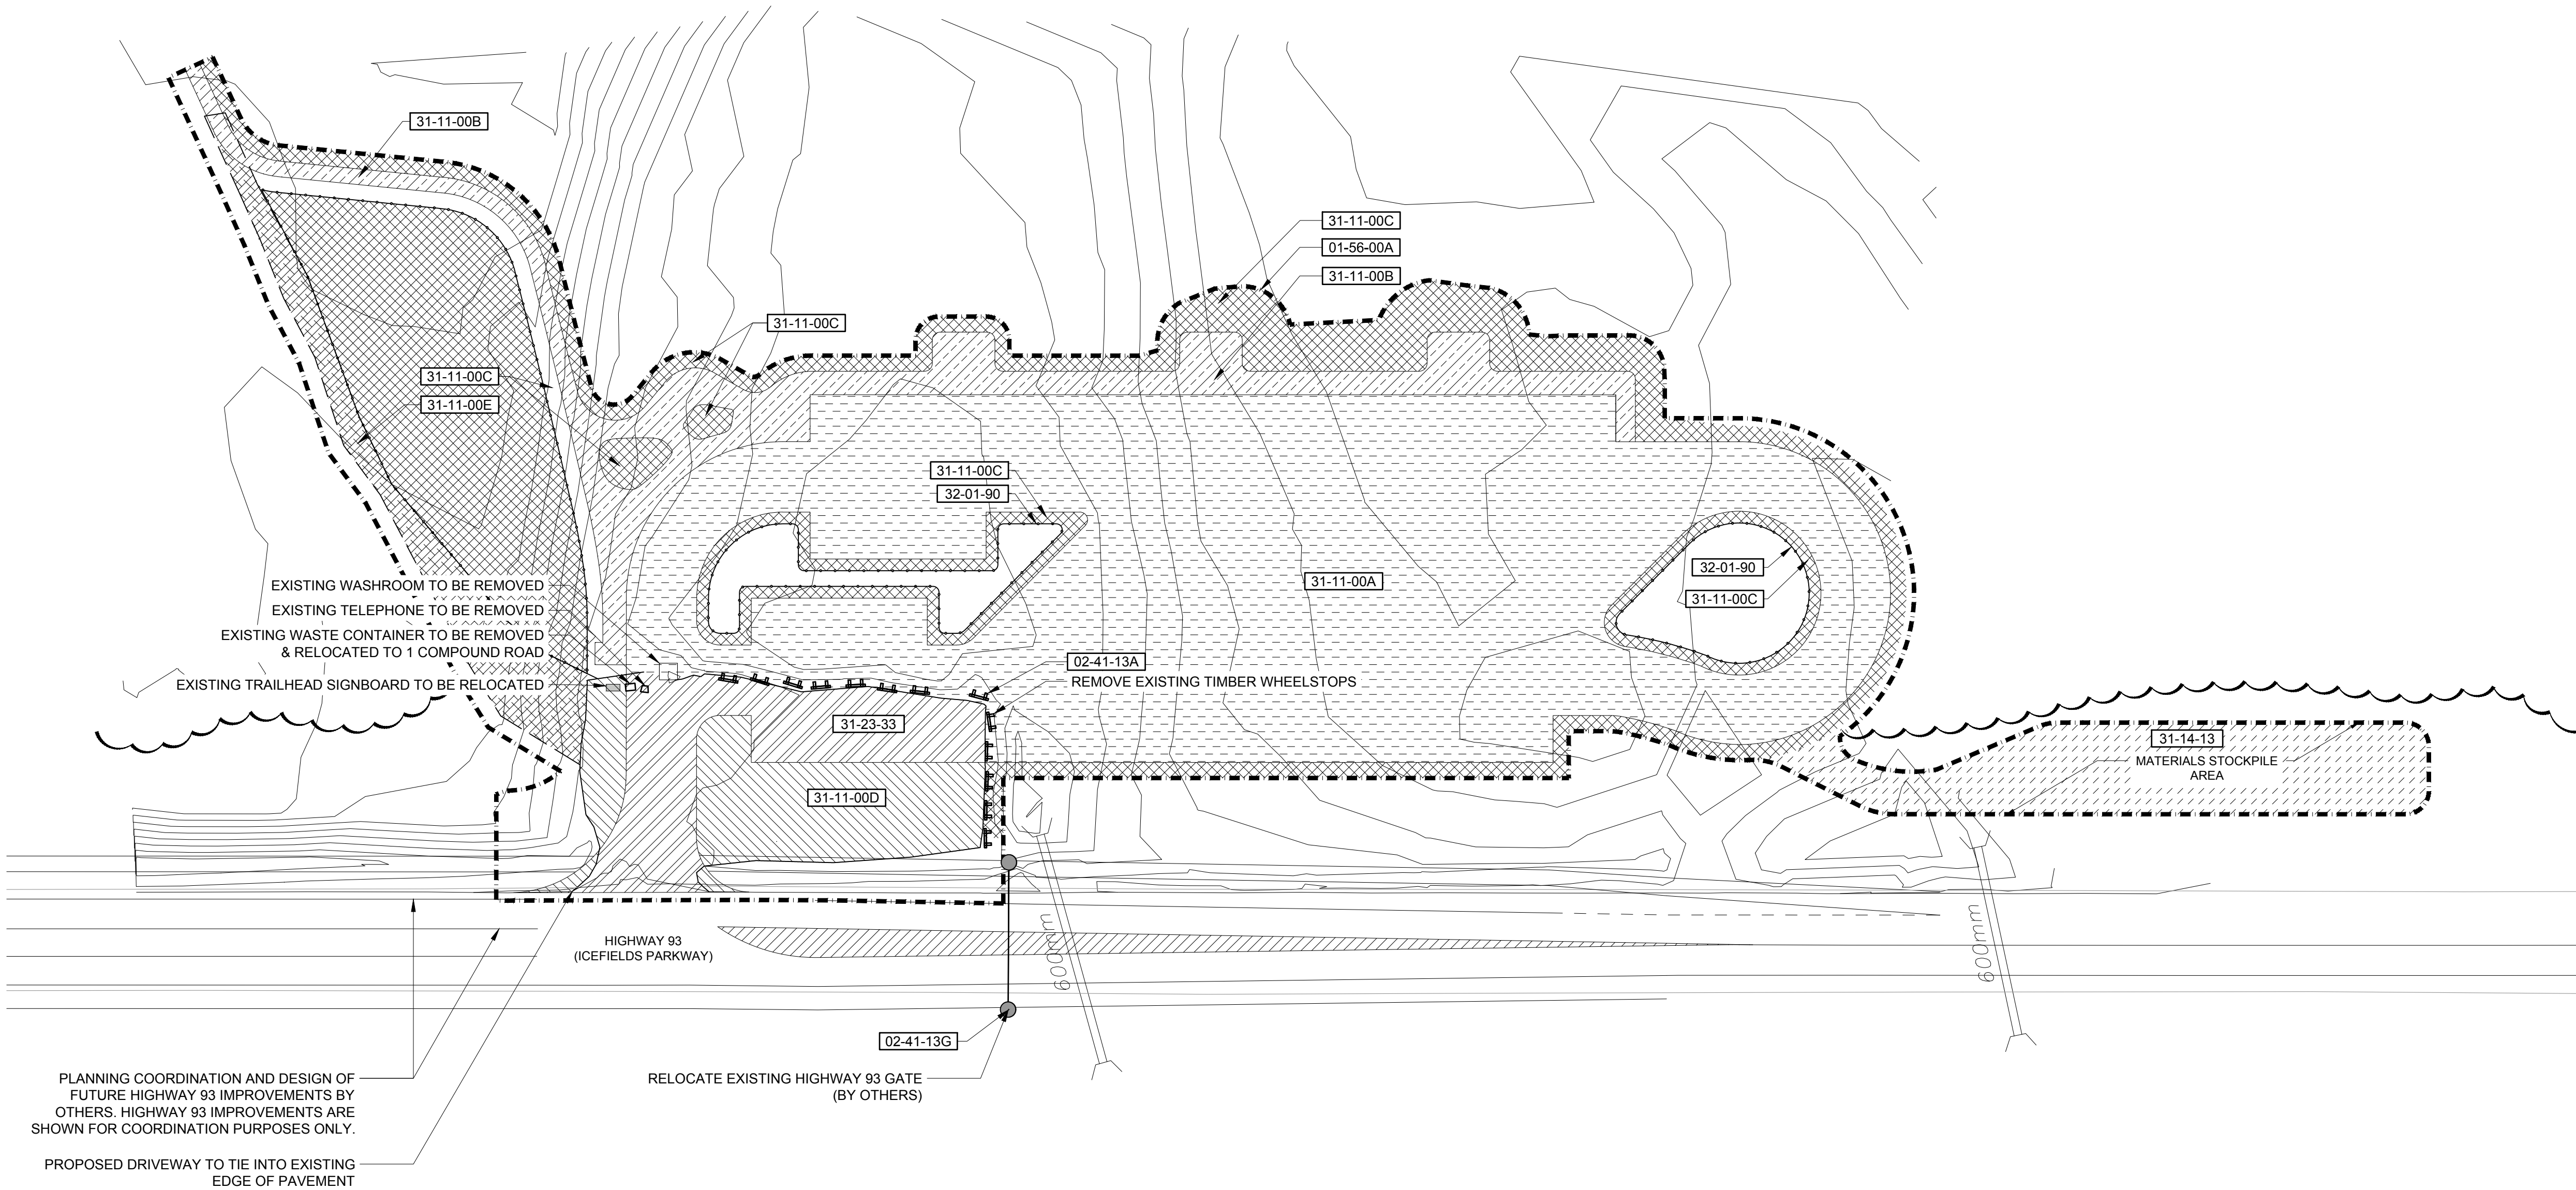 31-11-00B
31-11-00C
01-56-00A
31-11-00B
31-11-00C
31-11-00C
31-11-00E
31-11-00C
32-01-90
32-01-90
31-11-00C
31-11-00A
EXISTING WASHROOM TO BE REMOVED
EXISTING TELEPHONE TO BE REMOVED
EXISTING WASTE CONTAINER TO BE REMOVED
& RELOCATED TO 1 COMPOUND ROAD
EXISTING TRAILHEAD SIGNBOARD TO BE RELOCATED
02-41-13A
REMOVE EXISTING TIMBER WHEELSTOPS
31-23-33
31-11-00D
31-14-13
MATERIALS STOCKPILE
AREA
HIGHWAY 93
(ICEFIELDS PARKWAY)
600mm
600mm
02-41-13G
RELOCATE EXISTING HIGHWAY 93 GATE
(BY OTHERS)
PLANNING COORDINATION AND DESIGN OF
FUTURE HIGHWAY 93 IMPROVEMENTS BY
OTHERS. HIGHWAY 93 IMPROVEMENTS ARE
SHOWN FOR COORDINATION PURPOSES ONLY.
PROPOSED DRIVEWAY TO TIE INTO EXISTING
EDGE OF PAVEMENT